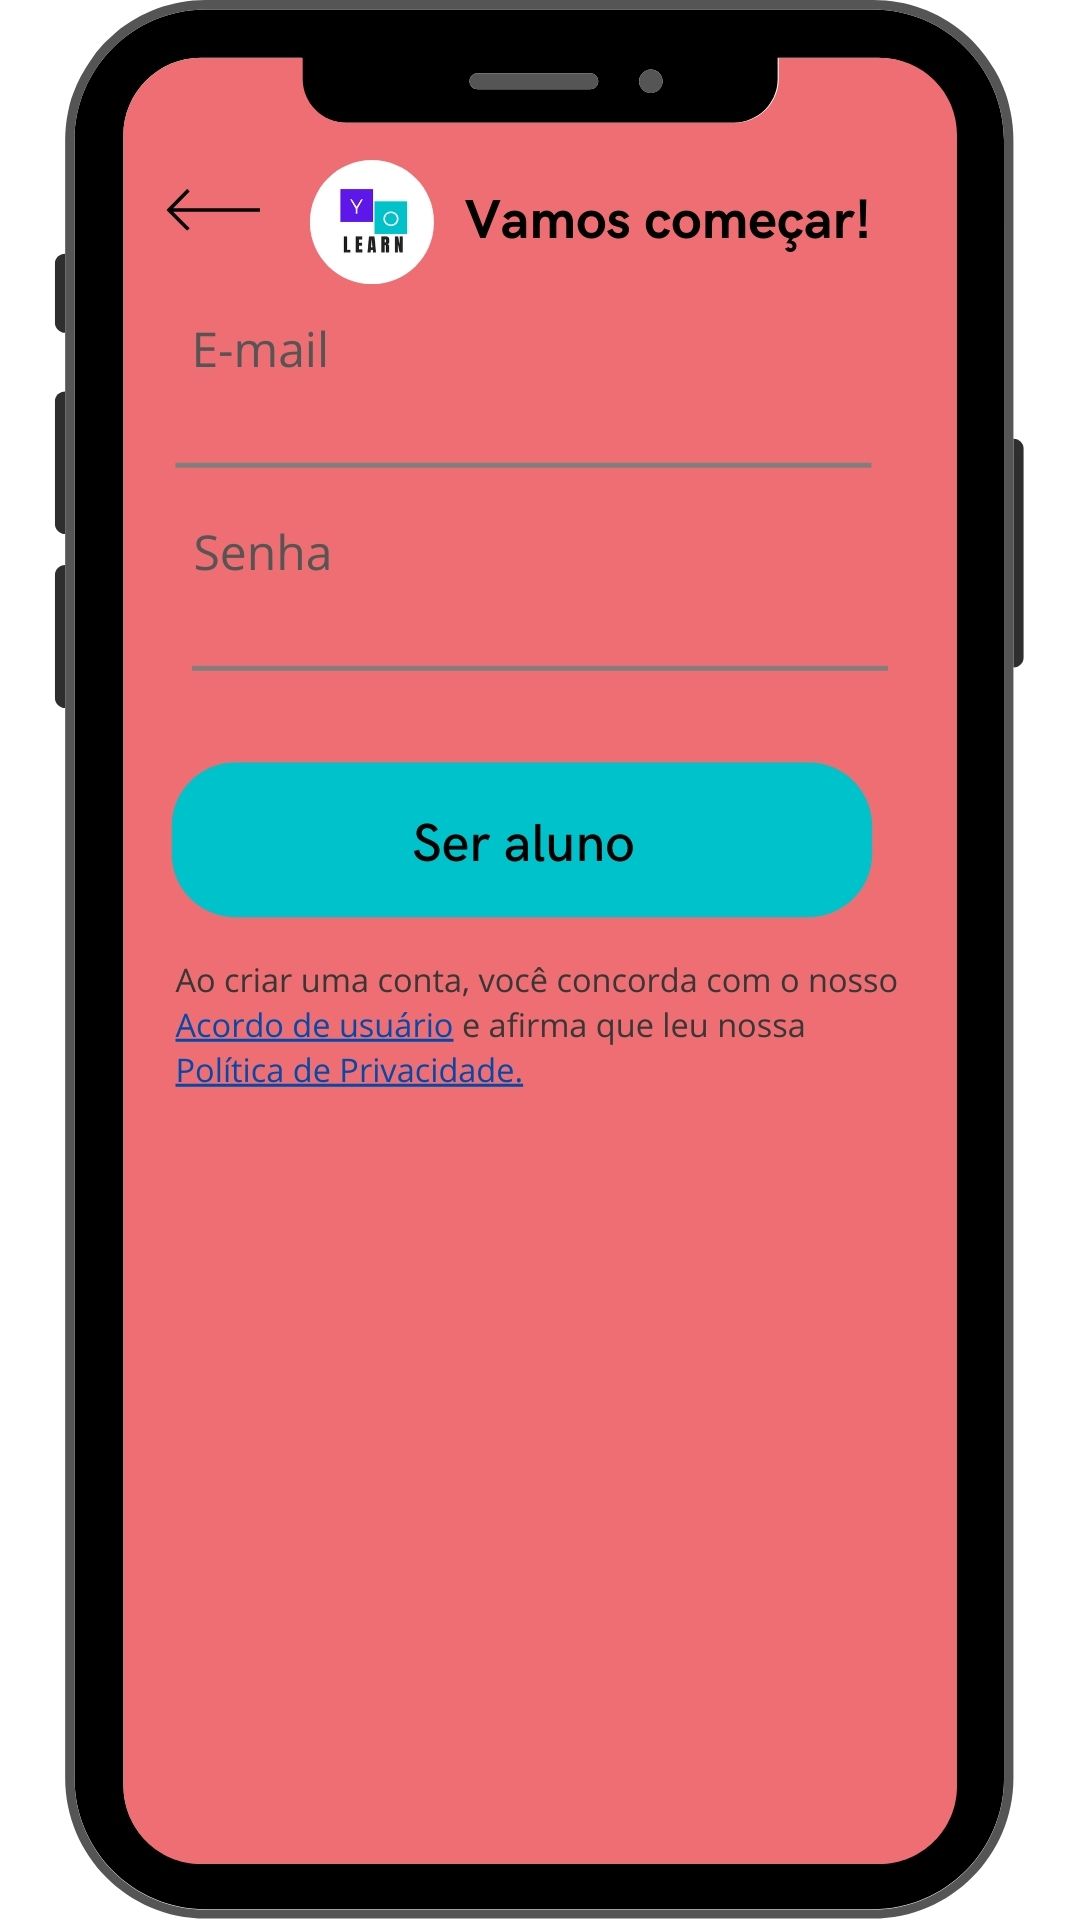 Y
O
LEARN
Vamos começar!
E-mail
Senha
Ser aluno
Ao criar uma conta, você concorda com o nosso
Acordo de usuário e afirma que leu nossa
Política de Privacidade.